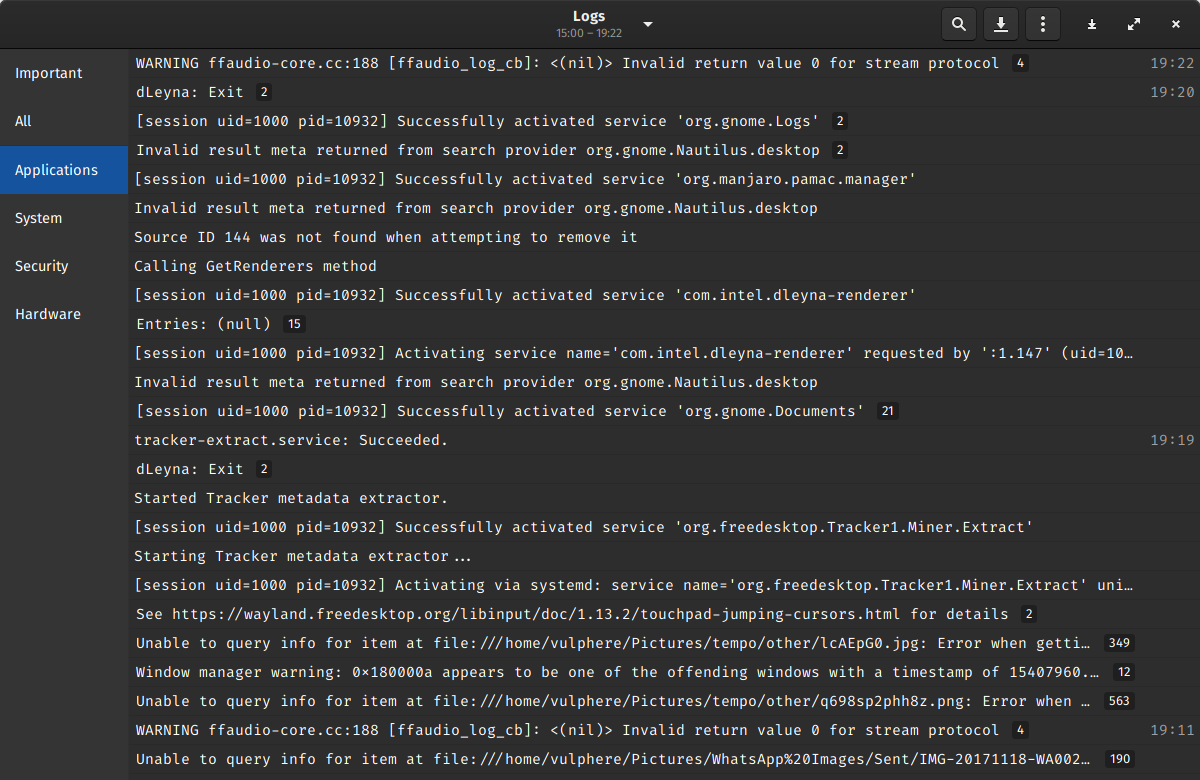 Logs
15:00 – 19:22
Important
All
Applications
System
Security
Hardware
WARNING ffaudio-core.cc:188 [ffaudio_log_cb]: <(nil)> Invalid return value 0 for stream protocol 4 19:22
dLeyna: Exit 2 19:20
[session uid=1000 pid=10932] Successfully activated service 'org.gnome.Logs' 2
Invalid result meta returned from search provider org.gnome.Nautilus.desktop 2
[session uid=1000 pid=10932] Successfully activated service 'org.manjaro.pamac.manager'
Invalid result meta returned from search provider org.gnome.Nautilus.desktop
Source ID 144 was not found when attempting to remove it
Calling GetRenderers method
[session uid=1000 pid=10932] Successfully activated service 'com.intel.dleyna-renderer'
Entries: (null) 15
[session uid=1000 pid=10932] Activating service name='com.intel.dleyna-renderer' requested by ':1.147' (uid=10…
Invalid result meta returned from search provider org.gnome.Nautilus.desktop
[session uid=1000 pid=10932] Successfully activated service 'org.gnome.Documents' 21
tracker-extract.service: Succeeded. 19:19
dLeyna: Exit 2
Started Tracker metadata extractor.
[session uid=1000 pid=10932] Successfully activated service 'org.freedesktop.Tracker1.Miner.Extract'
Starting Tracker metadata extractor...
[session uid=1000 pid=10932] Activating via systemd: service name='org.freedesktop.Tracker1.Miner.Extract' uni…
See https://wayland.freedesktop.org/libinput/doc/1.13.2/touchpad-jumping-cursors.html for details 2
Unable to query info for item at file:///home/vulphere/Pictures/tempo/other/lcAEpG0.jpg: Error when getti… 349
Window manager warning: 0x180000a appears to be one of the offending windows with a timestamp of 15407960.… 12
Unable to query info for item at file:///home/vulphere/Pictures/tempo/other/q698sp2phh8z.png: Error when … 563
WARNING ffaudio-core.cc:188 [ffaudio_log_cb]: <(nil)> Invalid return value 0 for stream protocol 4 19:11
Unable to query info for item at file:///home/vulphere/Pictures/WhatsApp%20Images/Sent/IMG-20171118-WA002… 190